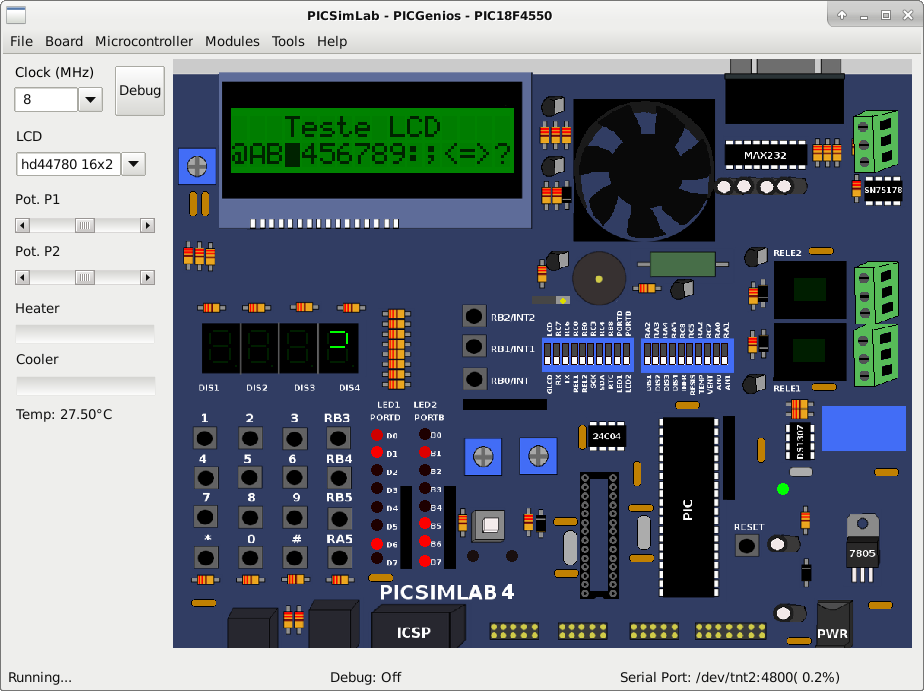 PICSimLab - PICGenios - PIC18F4550
File Board Microcontroller Modules Tools Help
Clock (MHz)
8
Debug
LCD
hd44780 16x2
Pot. P1
Pot. P2
Heater
Cooler
Temp: 27.50°C
Teste LCD
@AB█456789:;<=>?
MAX232
SN75178
RELE2
RELE1
RB2/INT2
RB1/INT1
RB0/INT
DIS1 DIS2 DIS3 DIS4
LED1 LED2
PORTD PORTB
D0 D0
D1 B1
D2 B2
D3 B3
D4 B4
D5 B5
D6 B6
D7 D7
1 2 3 RB3
4 5 6 RB4
7 8 9 RB5
* 0 # RA5
24C04
DS1307
PIC
RESET
7805
PICSIMLAB 4
ICSP
PWR
Running...
Debug: Off
Serial Port: /dev/tnt2:4800( 0.2%)